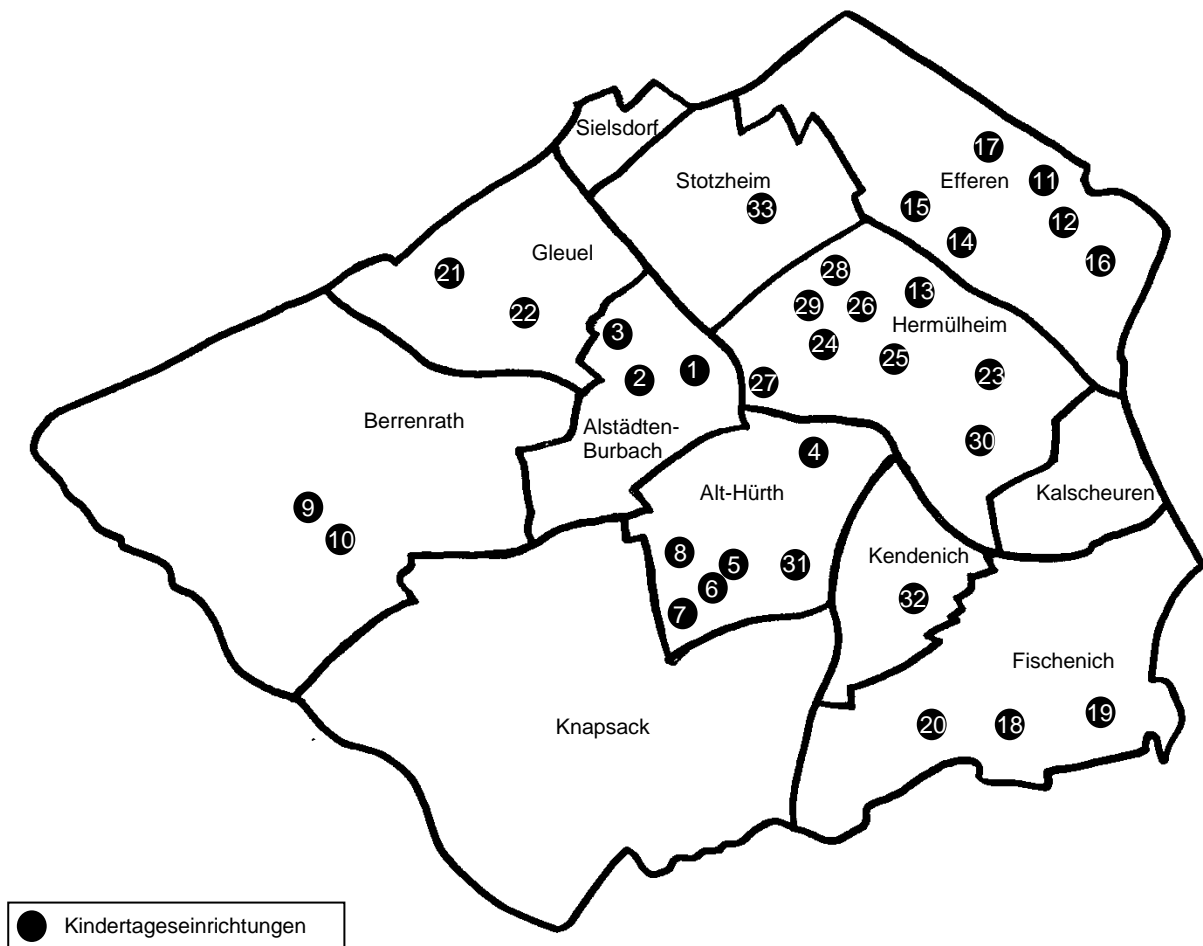 Sielsdorf
17
Stotzheim
Efferen
11
33
15
12
14
Gleuel
16
21
28
13
22
29
26
Hermülheim
3
24
25
1
23
2
27
Berrenrath
Alstädten-
Burbach
30
4
Alt-Hürth
Kalscheuren
9
10
8
5
31
Kendenich
6
32
7
Fischenich
Knapsack
20
18
19
Kindertageseinrichtungen